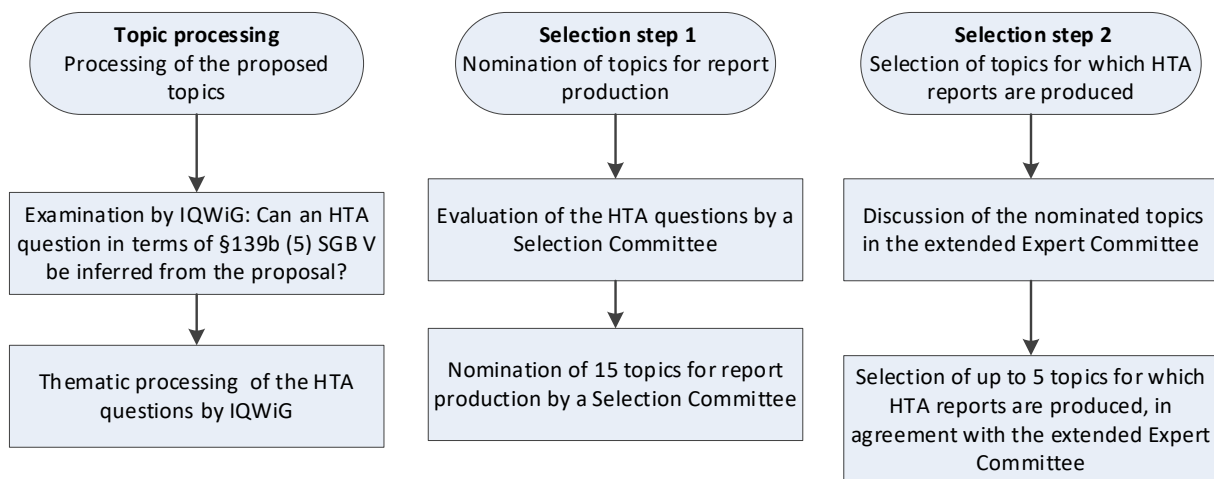 Topic processing
Processing of the proposed
topics
Examination by IQWiG: Can an HTA
question in terms of §139b (5) SGB V
be inferred from the proposal?
Thematic processing of the HTA
questions by IQWiG
Selection step 1
Nomination of topics for report
production
Evaluation of the HTA questions by a
Selection Committee
Nomination of 15 topics for report
production by a Selection Committee
Selection step 2
Selection of topics for which HTA
reports are produced
Discussion of the nominated topics
in the extended Expert Committee
Selection of up to 5 topics for which
HTA reports are produced, in
agreement with the extended Expert
Committee